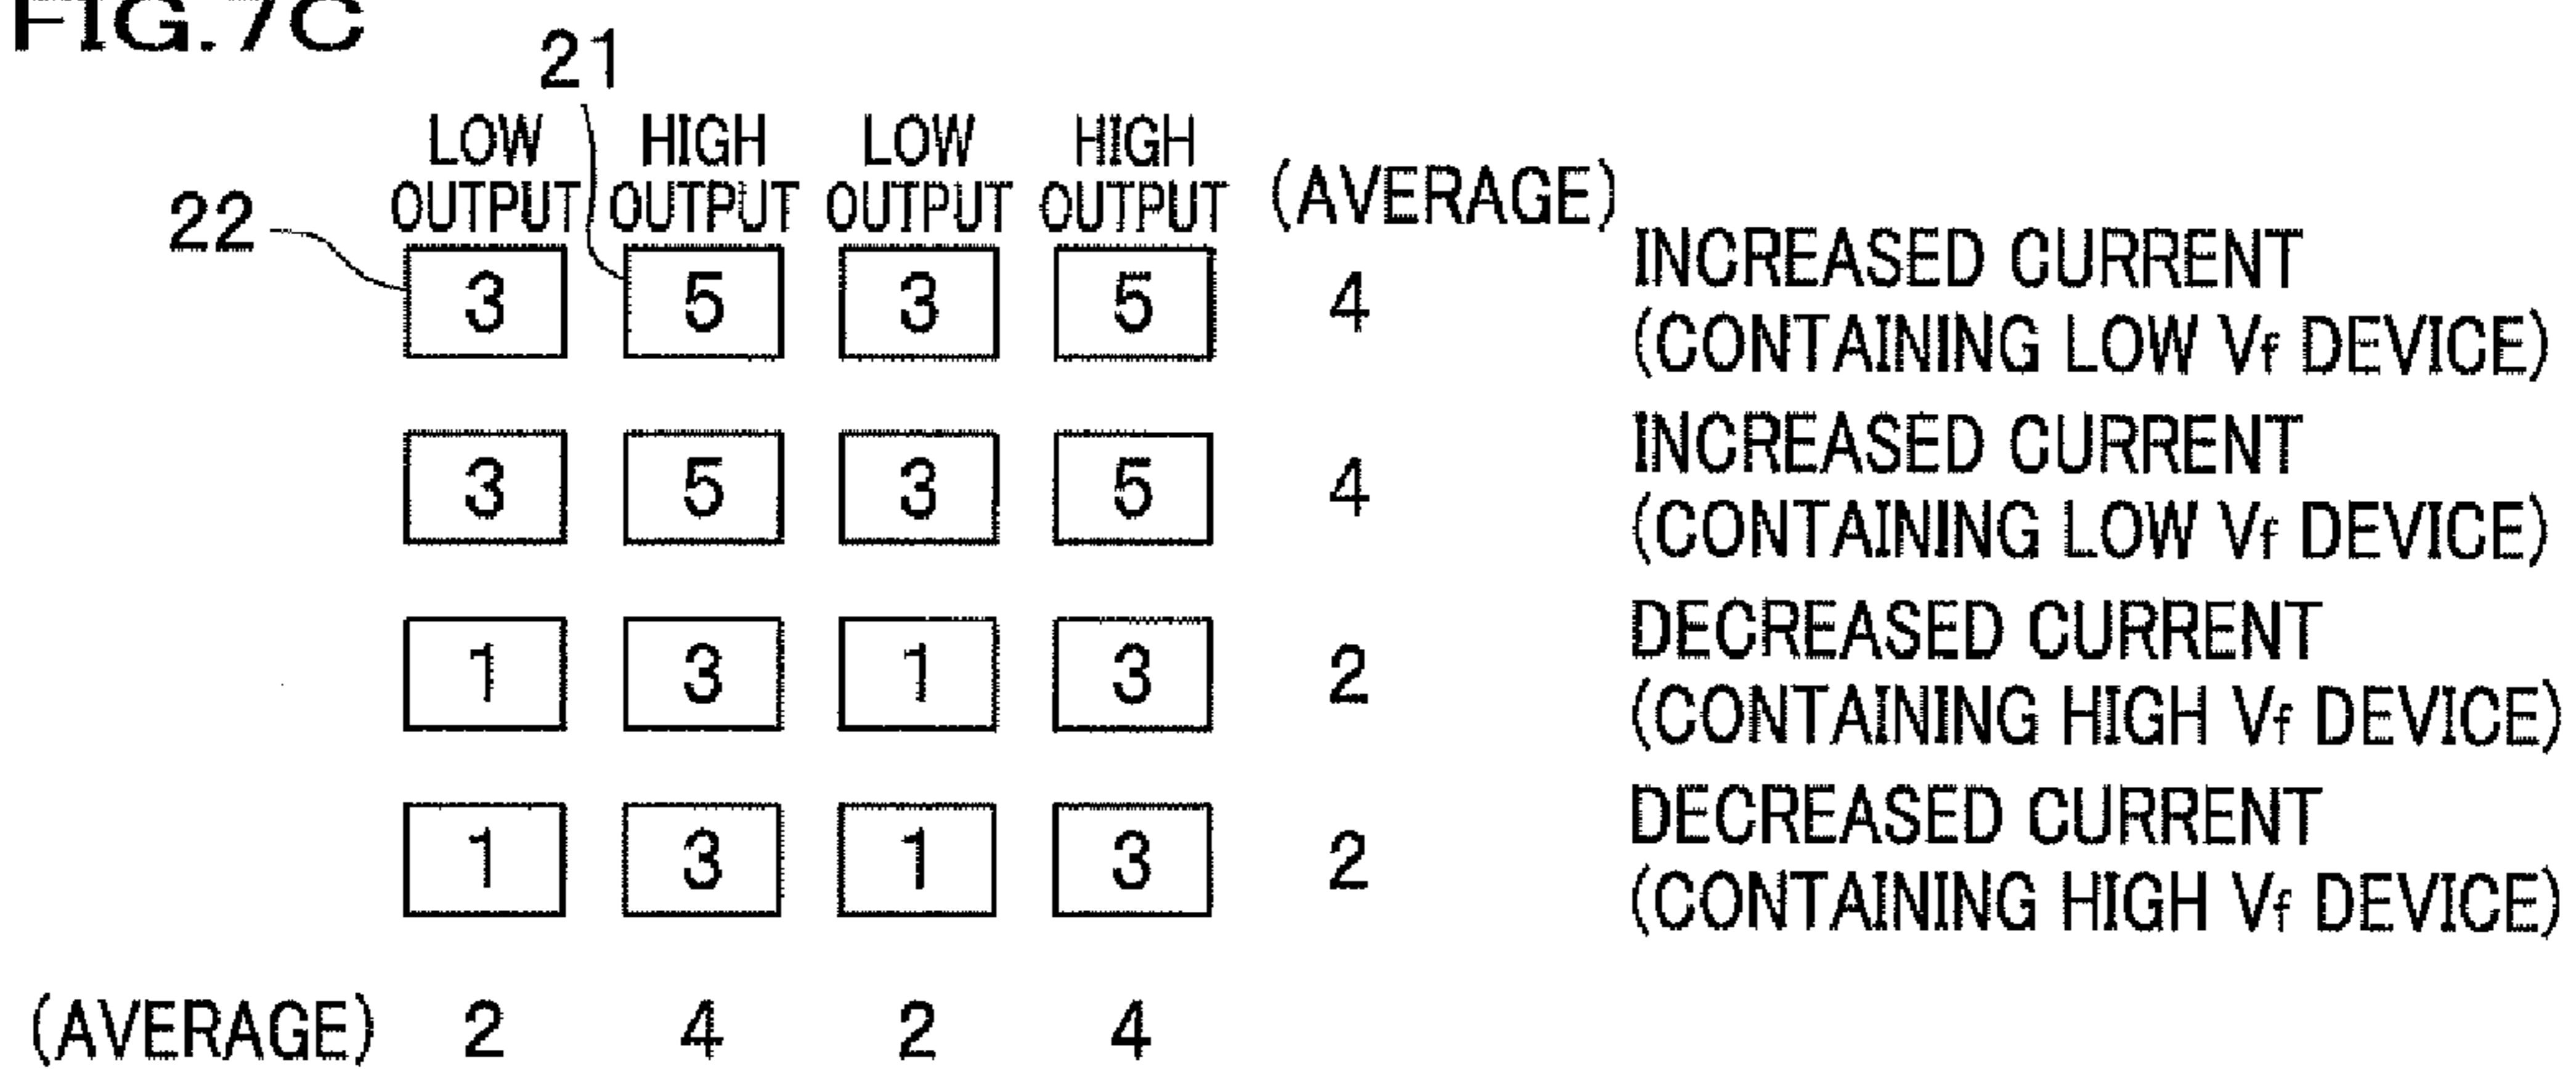 FIG.7C
21
LOW HIGH LOW HIGH
22 OUTPUT OUTPUT OUTPUT OUTPUT (AVERAGE)
3 5 3 5 4 INCREASED CURRENT
(CONTAINING LOW Vf DEVICE)
3 5 3 5 4 INCREASED CURRENT
(CONTAINING LOW Vf DEVICE)
1 3 1 3 2 DECREASED CURRENT
(CONTAINING HIGH Vf DEVICE)
1 3 1 3 2 DECREASED CURRENT
(CONTAINING HIGH Vf DEVICE)
(AVERAGE) 2 4 2 4